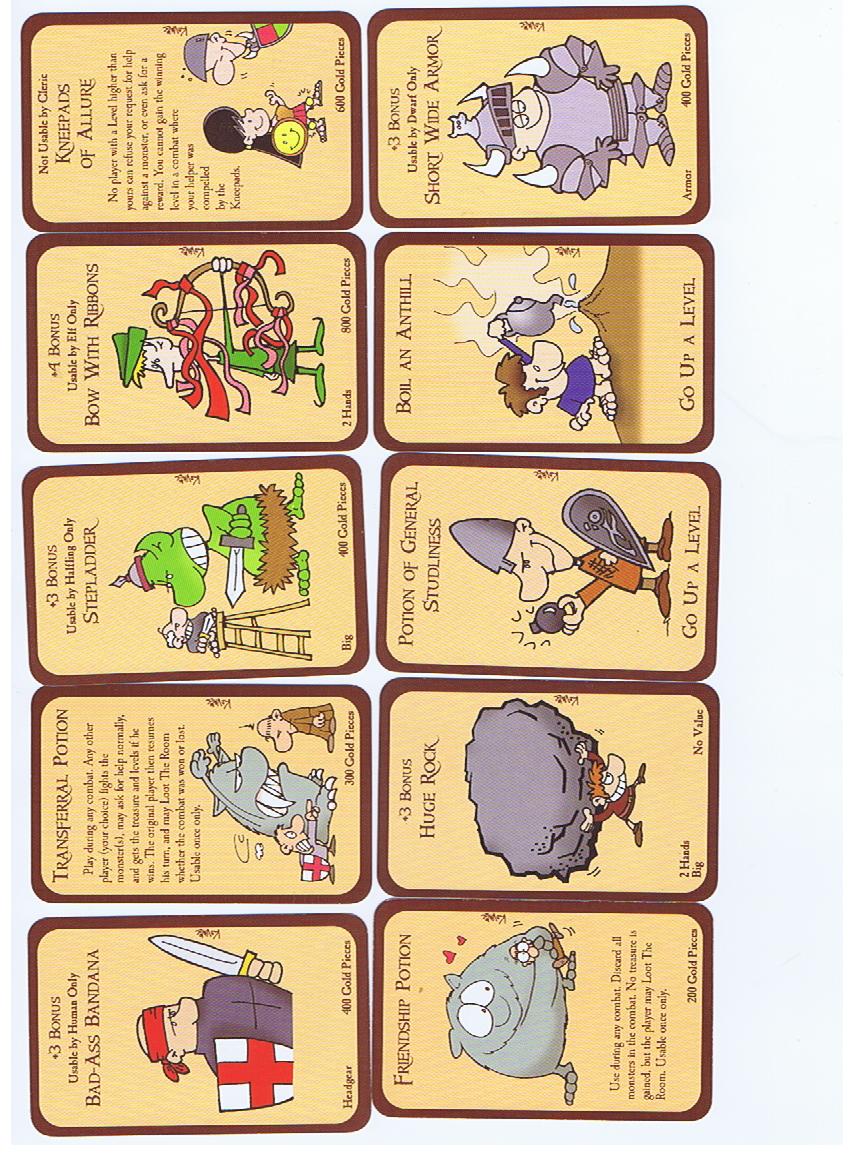 +3 BONUS
Usable by Human Only
BAD-ASS BANDANA
Headgear 400 Gold Pieces
TRANSFERRAL POTION
Play during any combat. Any other
player (your choice) fights the
monster(s), may ask for help normally,
and gets the treasure and levels if he
wins. The original player then resumes
his turn, and may Loot The Room
whether the combat was won or lost.
Usable once only.
300 Gold Pieces
+3 BONUS
Usable by Halfling Only
STEPLADDER
Big 400 Gold Pieces
+4 BONUS
Usable by Elf Only
BOW WITH RIBBONS
2 Hands 800 Gold Pieces
Not Usable by Cleric
KNEEPADS
OF ALLURE
No player with a Level higher than
yours can refuse your request for help
against a monster, or even ask for a
reward. You cannot gain the winning
level in a combat where
your helper was
compelled
by the
Kneepads.
600 Gold Pieces
FRIENDSHIP POTION
Use during any combat. Discard all
monsters in the combat. No treasure is
gained, but the player may Loot The
Room. Usable once only.
200 Gold Pieces
+3 BONUS
HUGE ROCK
2 Hands
Big No Value
POTION OF GENERAL
STUDLINESS
GO UP A LEVEL
BOIL AN ANTHILL
GO UP A LEVEL
+3 BONUS
Usable by Dwarf Only
SHORT WIDE ARMOR
Armor 400 Gold Pieces